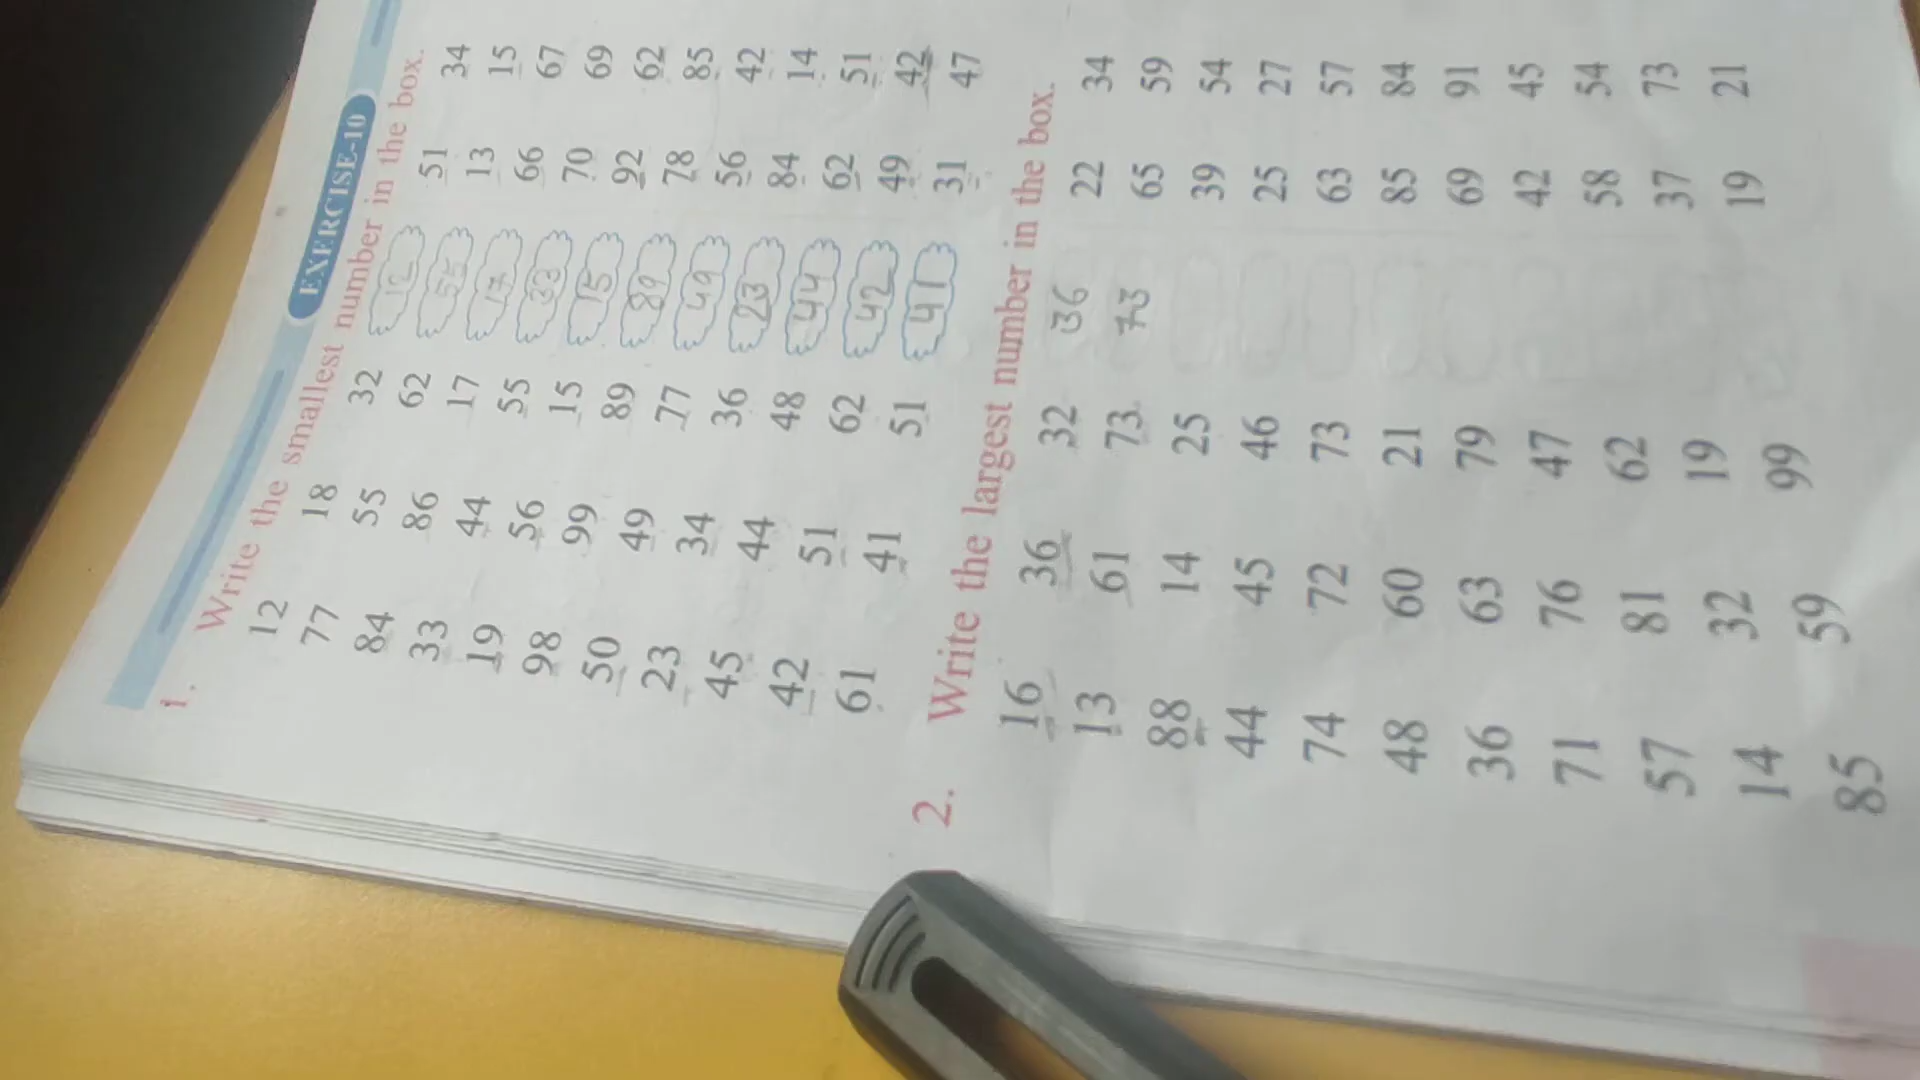 EXERCISE-10
1. Write the smallest number in the box.
12 18 32 12 51 34
77 55 62 55 13 15
84 86 17 17 66 67
33 44 55 33 70 69
19 56 15 15 92 62
98 99 89 89 78 85
50 49 77 49 56 42
23 34 36 23 84 14
45 44 48 44 62 51
42 51 62 42 49 42
61 41 51 41 31 47
2. Write the largest number in the box.
16 36 32 36 22 34
13 61 73 73 65 59
88 14 25 39 54
44 45 46 25 27
74 72 73 63 57
48 60 21 85 84
36 63 79 69 91
71 76 47 42 45
57 81 62 58 54
14 32 19 37 73
85 59 99 19 21